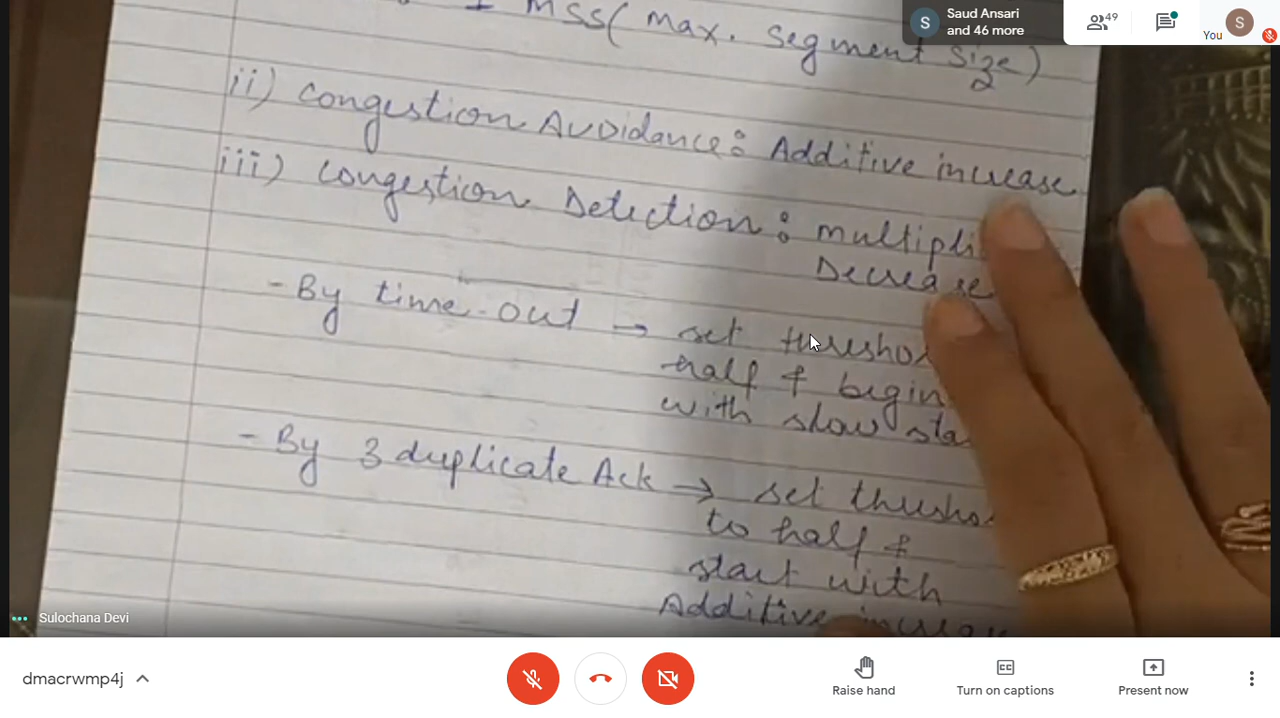 Saud Ansari
and 46 more
49
S
S
You
1 MSS( max. segment size)
ii) Congestion Avoidance: Additive increase
iii) Congestion Detection: multipli
Decrease
- By time-out → set thresho
half & begin
with slow sta
- By 3 duplicate Ack → set thresho
to half &
start with
Additive increa
Sulochana Devi
dmacrwmp4j
Raise hand
Turn on captions
Present now